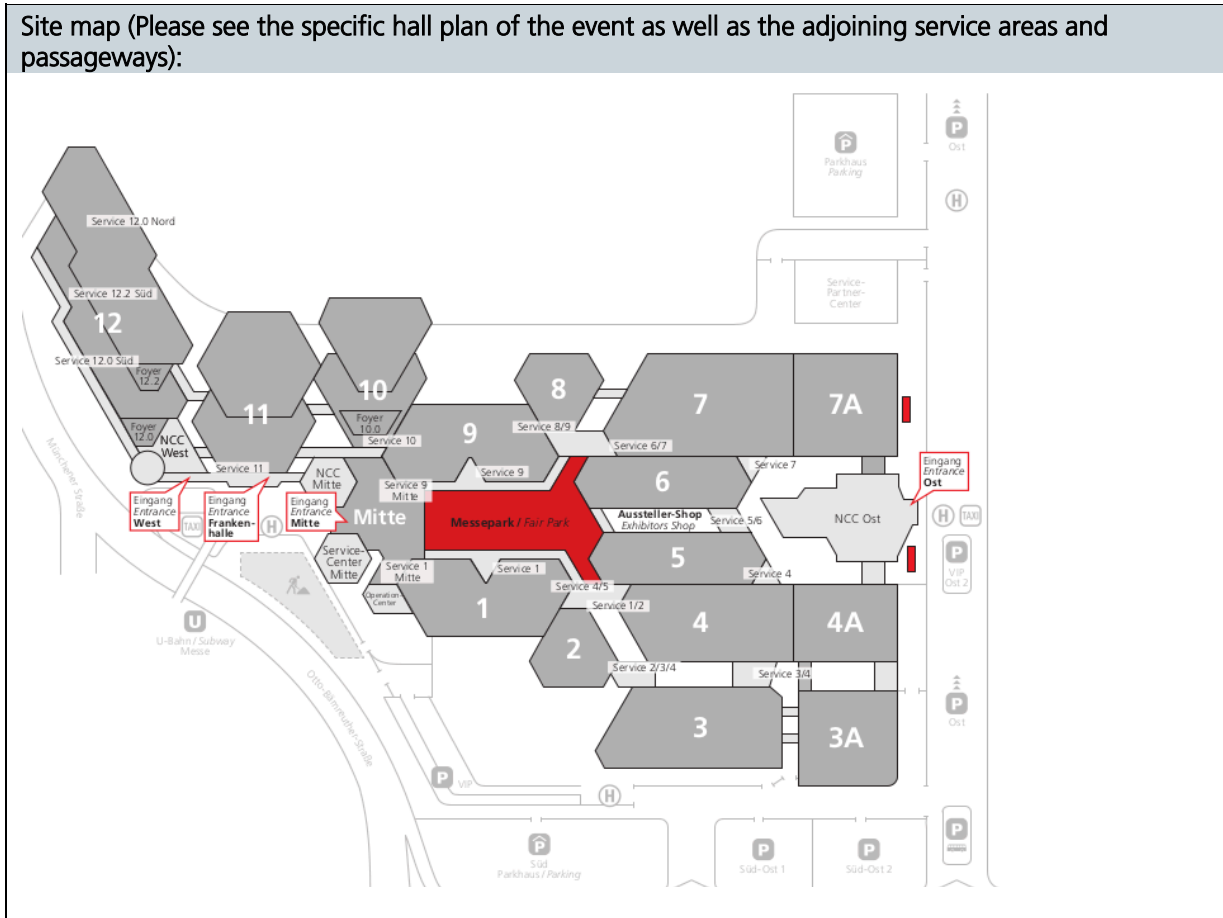 Site map (Please see the specific hall plan of the event as well as the adjoining service areas and
passageways):
P
Ost
Parkhaus
Parking
H
Service 12.0 Nord
Service-
Partner-
Center
Service 12.2 Süd
12
Service 12.0 Süd
Foyer
12.2
Foyer
12.0
NCC
West
11
Service 11
10
Foyer
10.0
Service 10
9
Service 9
Service 9
Mitte
8
Service 8/9
7
Service 6/7
7A
Service 7
6
Eingang
Entrance
Ost
NCC
Mitte
Eingang
Entrance
West
Eingang
Entrance
Franken-
halle
Eingang
Entrance
Mitte
TAXI
H
Mitte
Messepark / Fair Park
Aussteller-Shop
Exhibitors Shop
Service 5/6
NCC Ost
H
TAXI
Münchener Straße
Service-
Center
Mitte
Service 1
Mitte
Service 1
5
Service 4
P
VIP
Ost 2
Operation-
Center
Service 4/5
1
Service 1/2
4
4A
U
U-Bahn / Subway
Messe
2
Service 2/3/4
Service 3/4
Otto-Bärnreuther-Straße
3
3A
P
Ost
P
VIP
H
P
P
Süd
Parkhaus / Parking
P
Süd-Ost 1
P
Süd-Ost 2